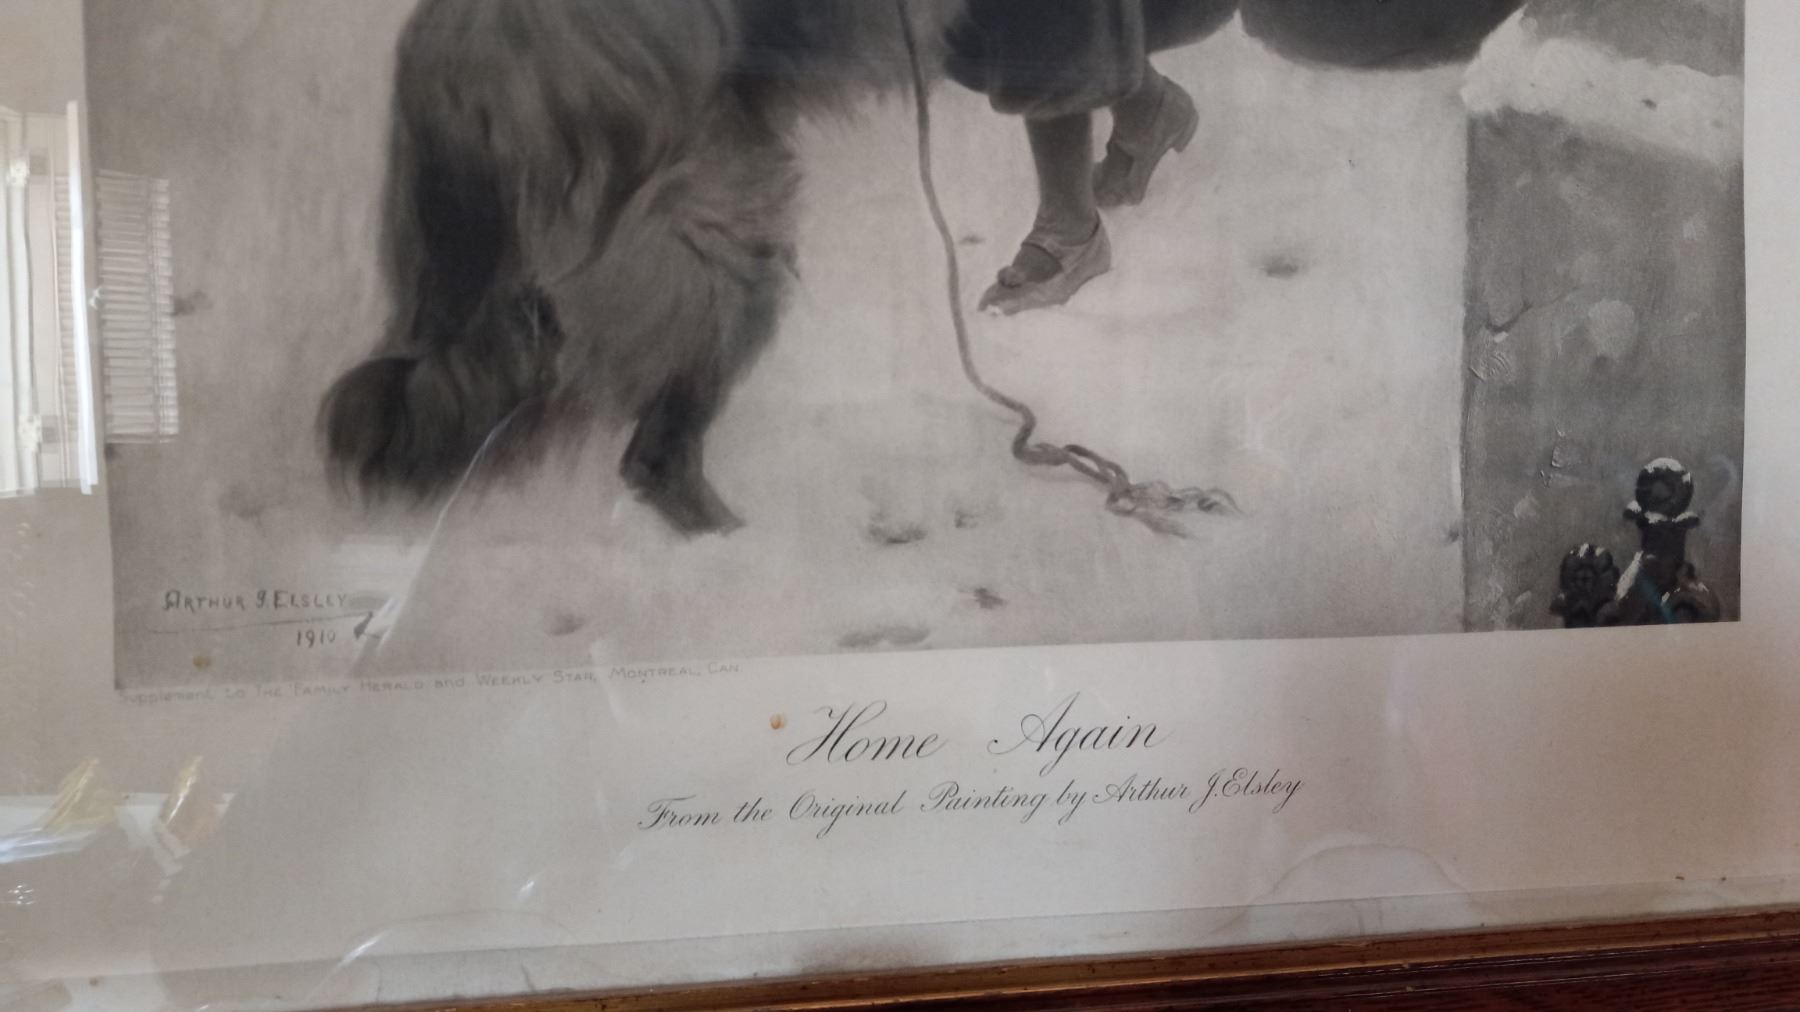 ARTHUR J. ELSLEY
1910
Supplement to THE FAMILY HERALD and WEEKLY STAR, MONTREAL, CAN.
Home Again
From the Original Painting by Arthur J. Elsley